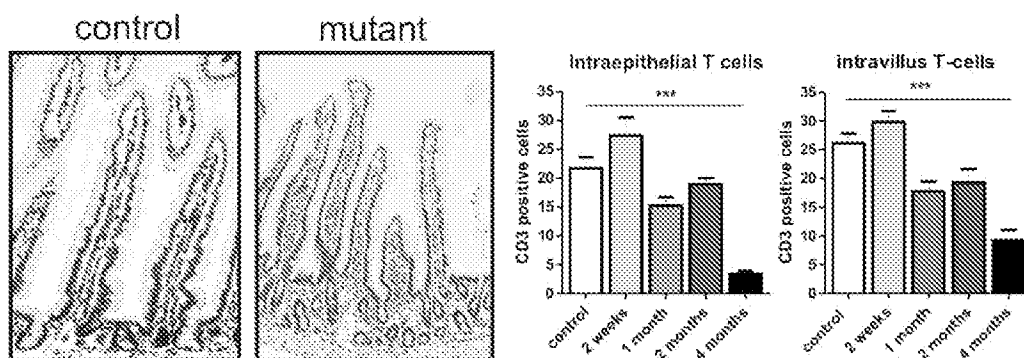 control
mutant
Intraepithelial T cells
***
35
30
25
20
15
10
5
0
CD3 positive cells
control
2 weeks
1 month
2 months
4 months
intravillus T-cells
***
35
30
25
20
15
10
5
0
CD3 positive cells
control
2 weeks
1 month
months
4 months